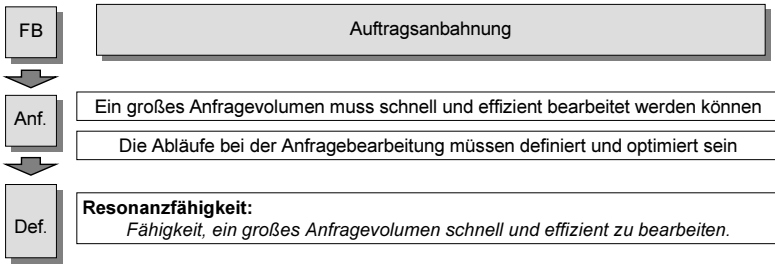 FB
Auftragsanbahnung
Anf.
Ein großes Anfragevolumen muss schnell und effizient bearbeitet werden können
Die Abläufe bei der Anfragebearbeitung müssen definiert und optimiert sein
Def.
Resonanzfähigkeit:
Fähigkeit, ein großes Anfragevolumen schnell und effizient zu bearbeiten.